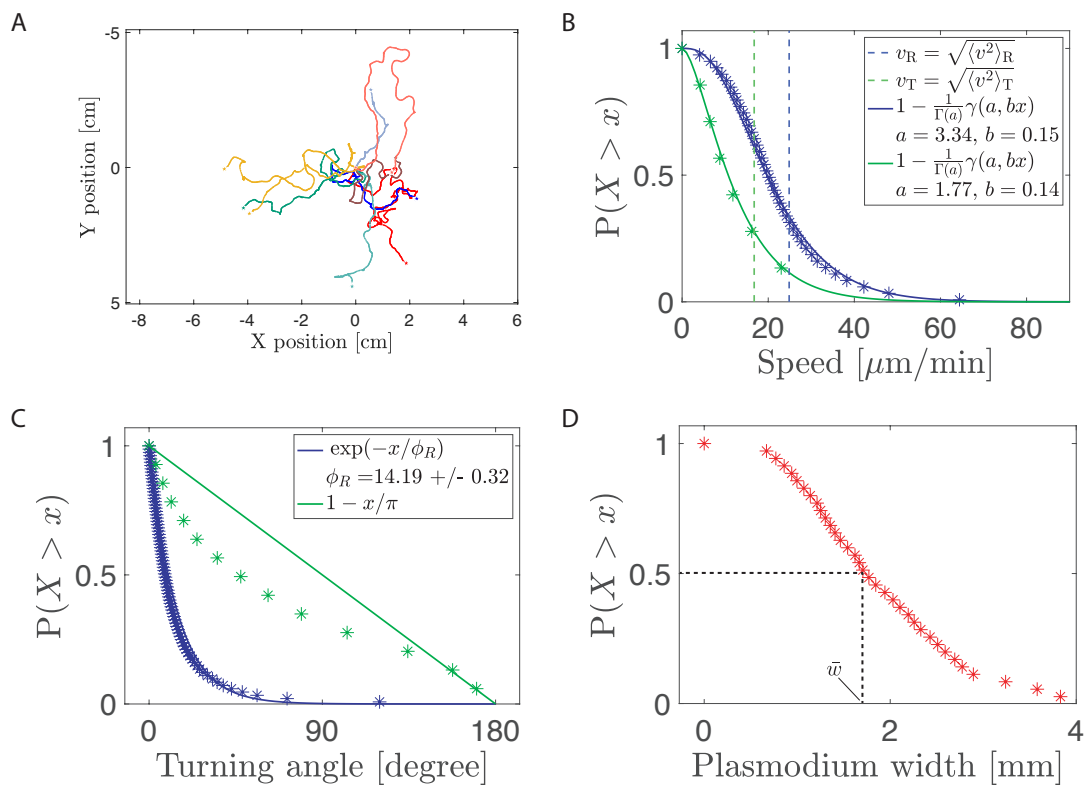 A
-5
0
5
Y position [cm]
-8
-6
-4
-2
0
2
4
6
X position [cm]
B
1
0.5
0
P(X > x)
v_R = √⟨v²⟩_R
v_T = √⟨v²⟩_T
1 − 1/Γ(a) γ(a, bx)
a = 3.34, b = 0.15
1 − 1/Γ(a) γ(a, bx)
a = 1.77, b = 0.14
0
20
40
60
80
Speed [μm/min]
C
1
0.5
0
P(X > x)
exp(−x/ϕ_R)
ϕ_R =14.19 +/- 0.32
1 − x/π
0
90
180
Turning angle [degree]
D
1
0.5
0
P(X > x)
w̄
0
2
4
Plasmodium width [mm]